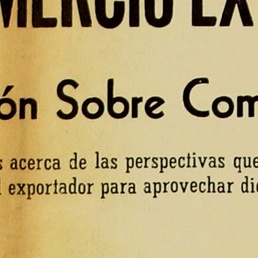 MERCIO EX
ón Sobre Com
s acerca de las perspectivas que
l exportador para aprovechar di